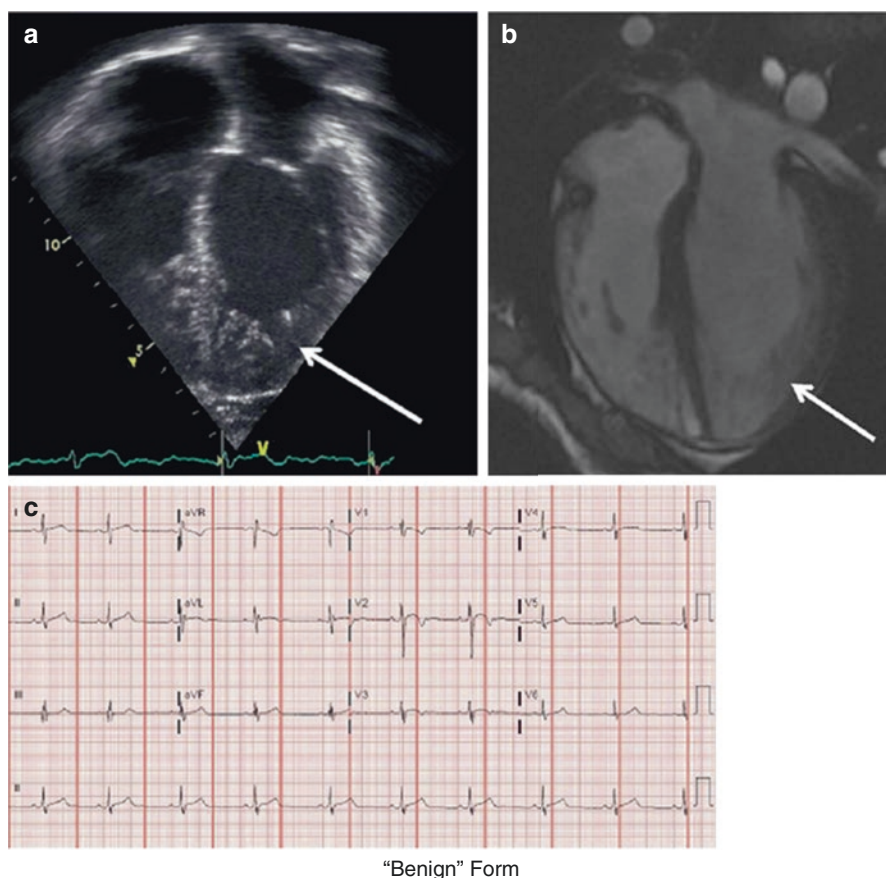 a
b
10
5
V
c
I aVR V1 V4
II aVL V2 V5
III aVF V3 V6
II
“Benign” Form